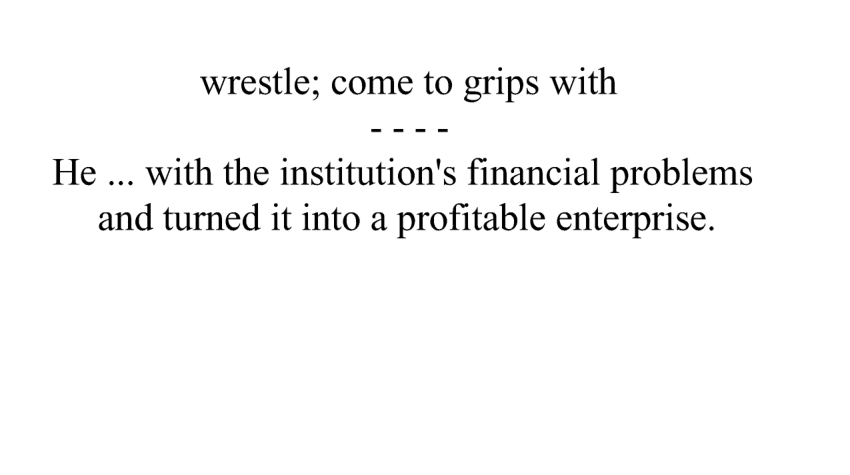 wrestle; come to grips with
- - - -
He ... with the institution's financial problems
and turned it into a profitable enterprise.